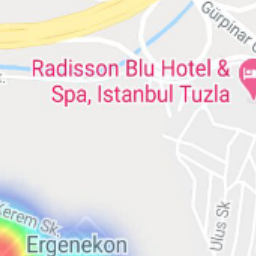 Gürpınar
k.
Radisson Blu Hotel &
Spa, Istanbul Tuzla
Kerem Sk.
Ergenekon
Ulus Sk